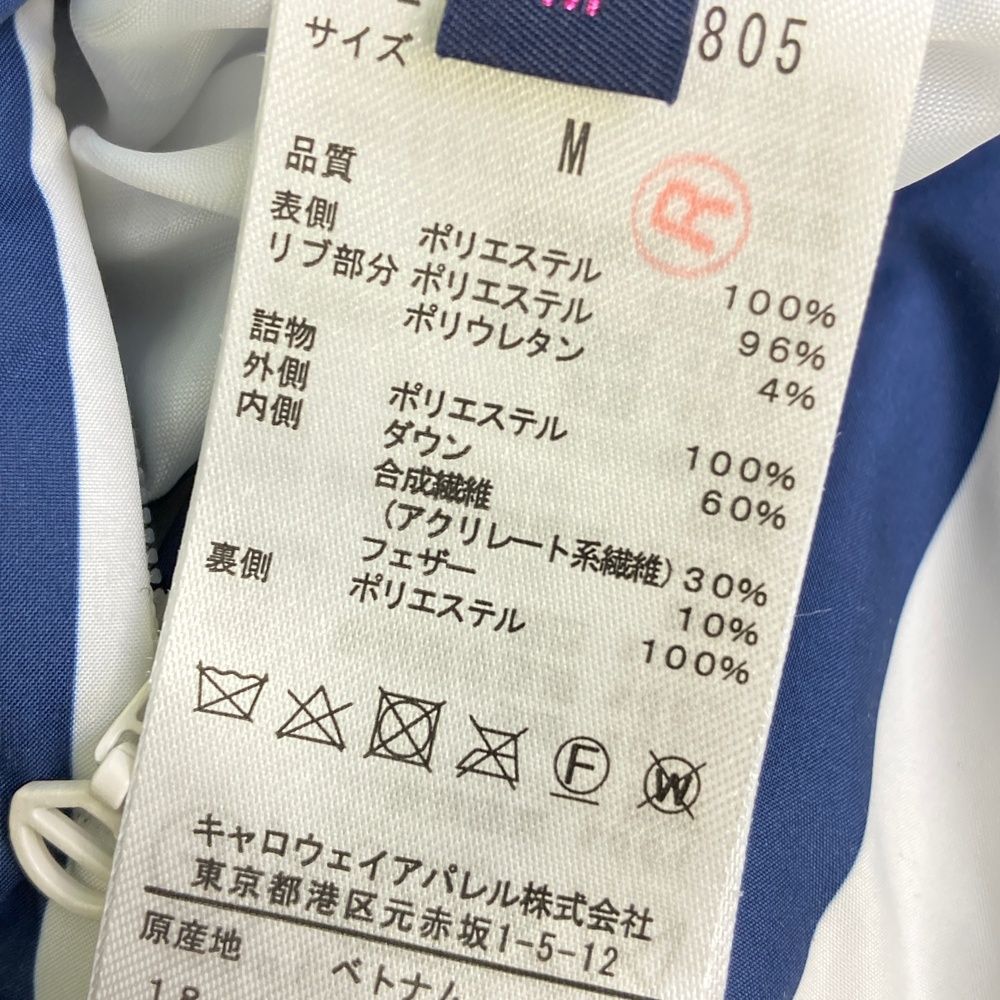 805
サイズ
M
品質
R
表側 ポリエステル 100%
リブ部分 ポリエステル 96%
ポリウレタン 4%
詰物
外側 ポリエステル 100%
内側 ダウン 60%
合成繊維
(アクリレート系繊維) 30%
フェザー 10%
裏側 ポリエステル 100%
F W
キャロウェイアパレル株式会社
東京都港区元赤坂1-5-12
原産地 ベトナム
18